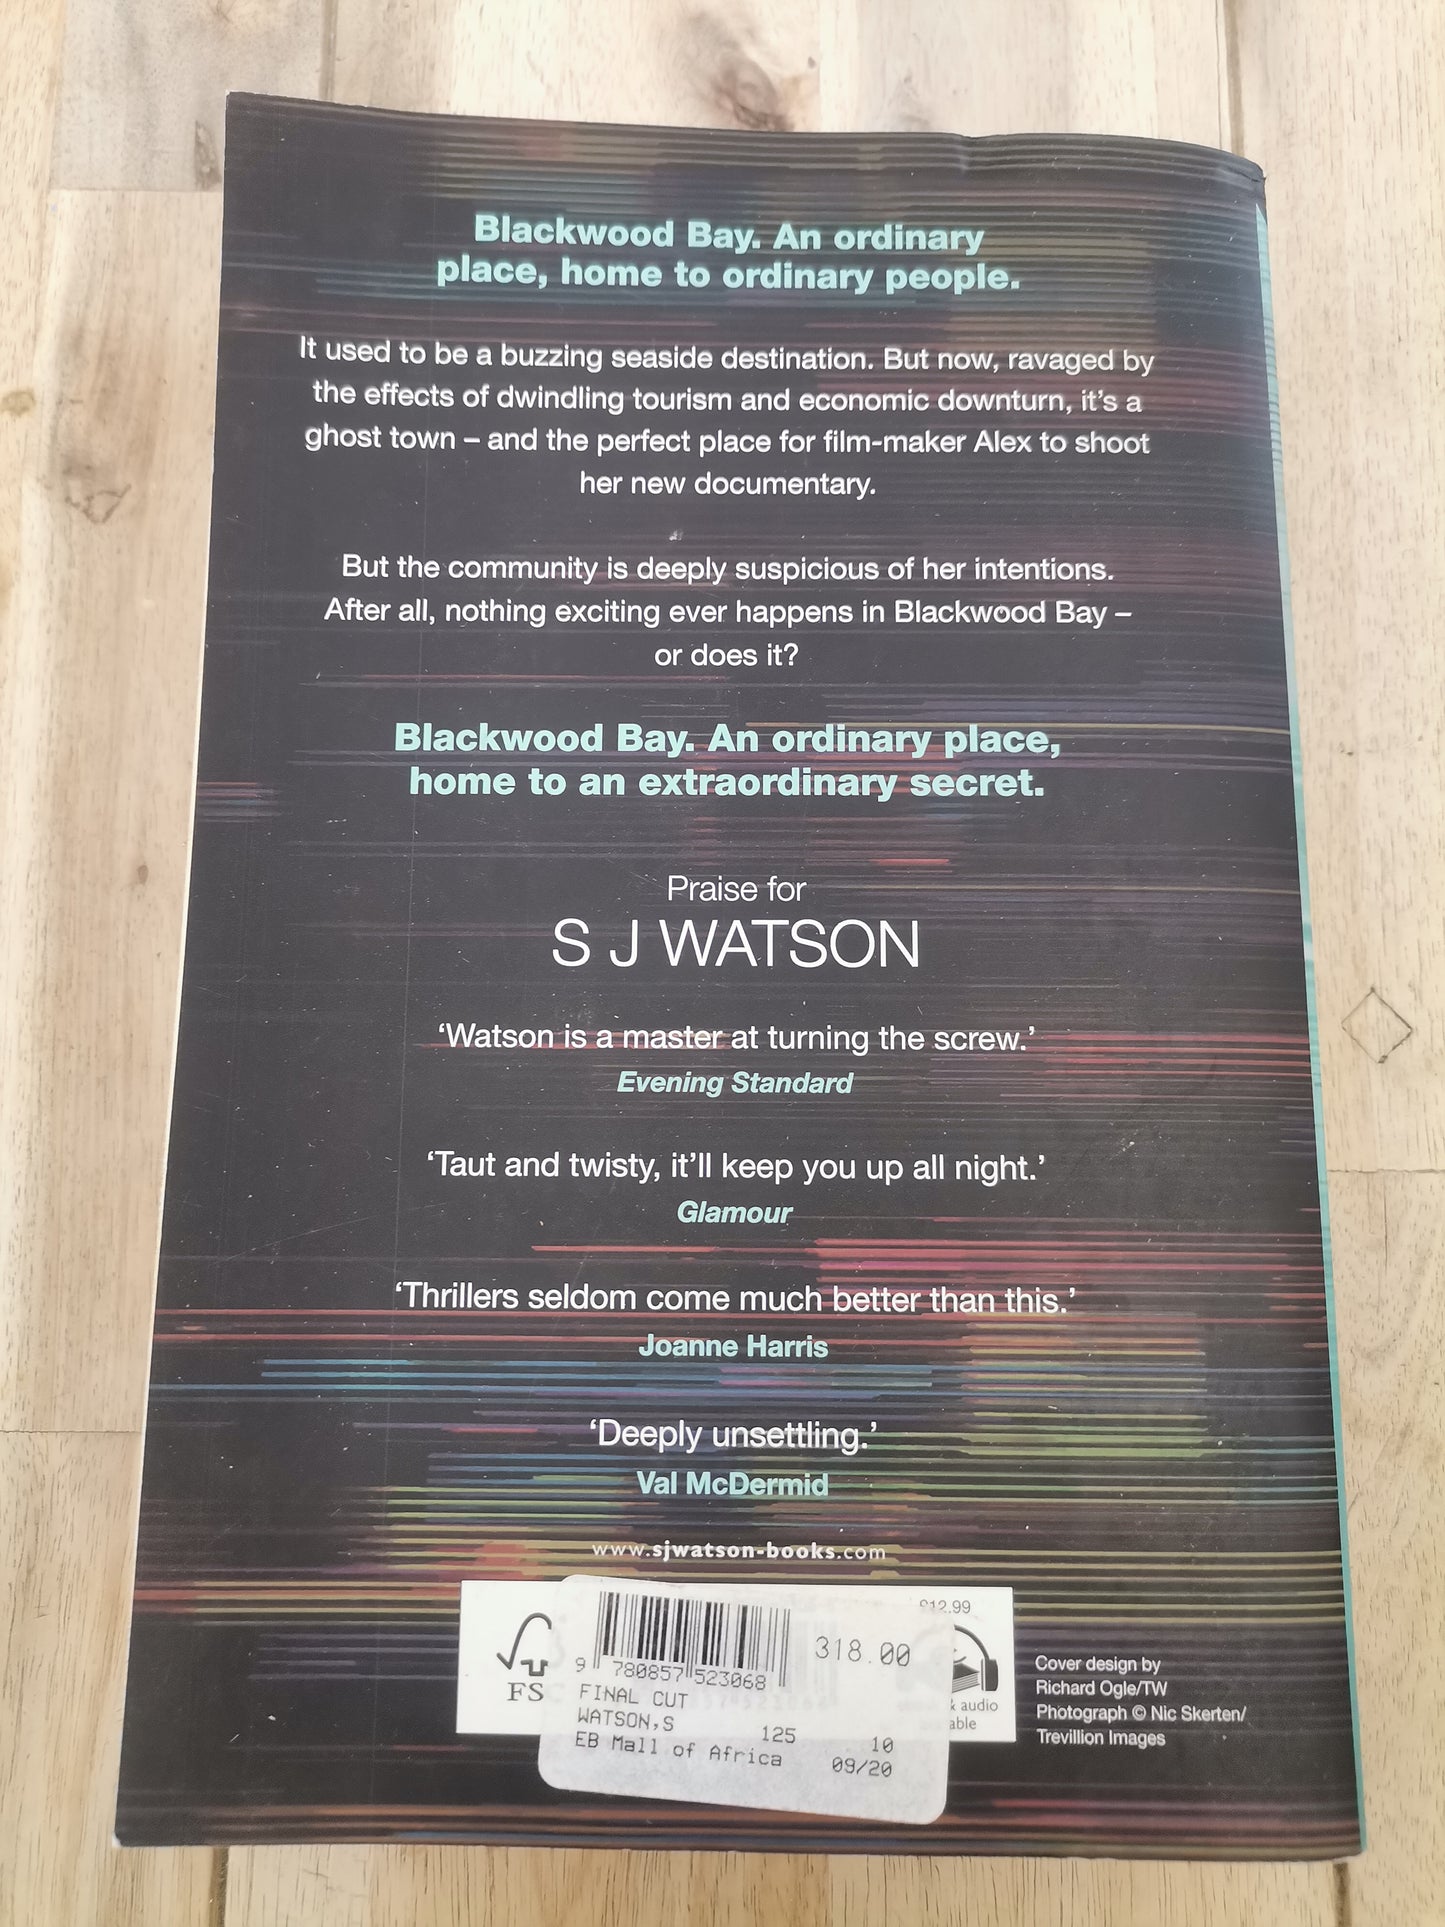 Blackwood Bay. An ordinary
place, home to ordinary people.
It used to be a buzzing seaside destination. But now, ravaged by
the effects of dwindling tourism and economic downturn, it's a
ghost town – and the perfect place for film-maker Alex to shoot
her new documentary.
But the community is deeply suspicious of her intentions.
After all, nothing exciting ever happens in Blackwood Bay –
or does it?
Blackwood Bay. An ordinary place,
home to an extraordinary secret.
Praise for
S J WATSON
‘Watson is a master at turning the screw.’
Evening Standard
‘Taut and twisty, it’ll keep you up all night.’
Glamour
‘Thrillers seldom come much better than this.’
Joanne Harris
‘Deeply unsettling.’
Val McDermid
www.sjwatson-books.com
£12.99
FS
& audio
318.00
9 780857 523068
FINAL CUT
WATSON,S 125 10
EB Mall of Africa 09/20
Cover design by
Richard Ogle/TW
Photograph © Nic Skerten/
Trevillion Images